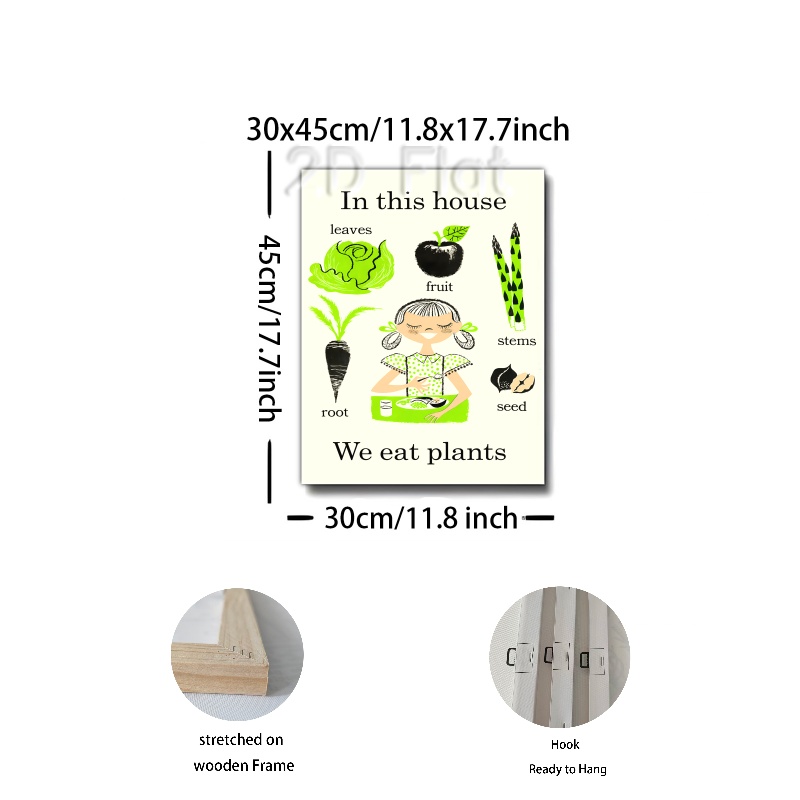 30x45cm/11.8x17.7inch
2D Flat
In this house
leaves
fruit
stems
root
seed
We eat plants
45cm/17.7inch
30cm/11.8 inch
stretched on
wooden Frame
Hook
Ready to Hang